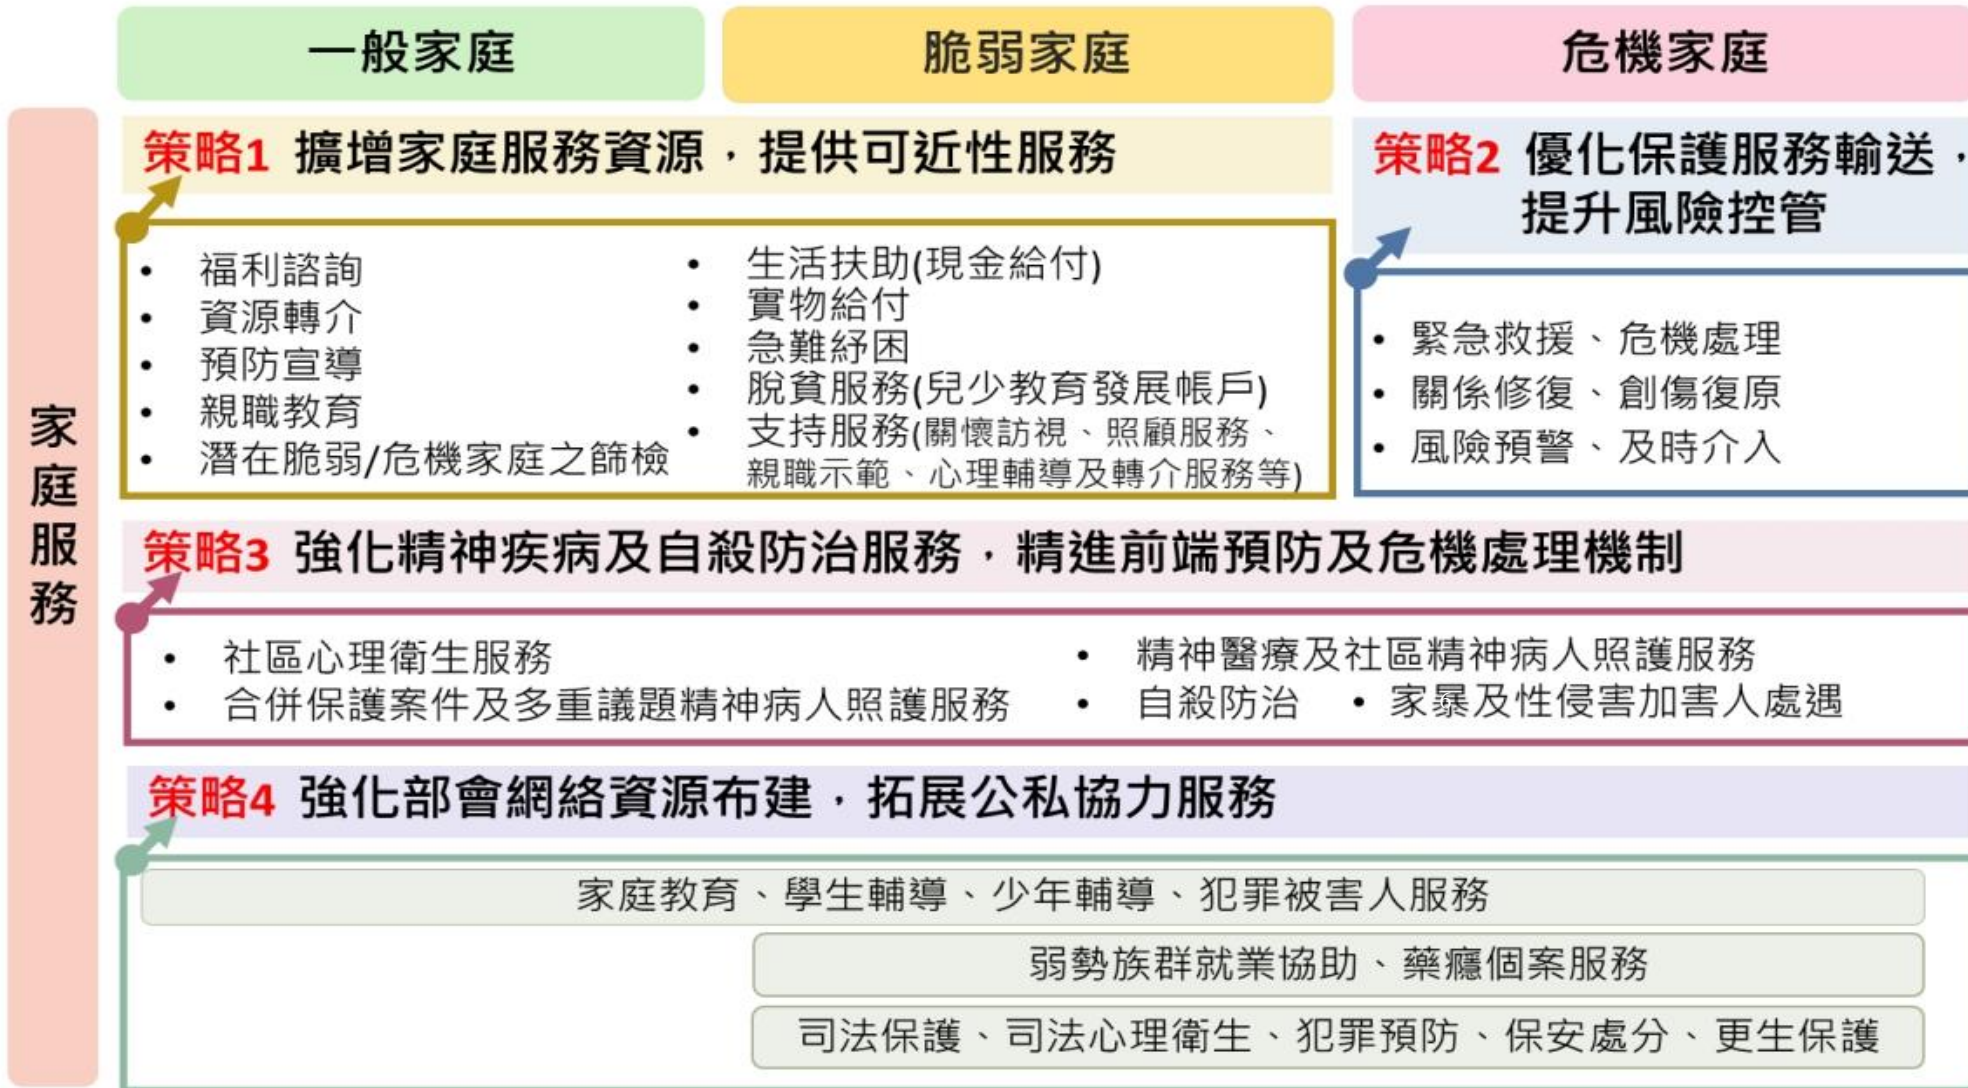 一般家庭
脆弱家庭
危機家庭
家庭服務
策略1 擴增家庭服務資源，提供可近性服務
• 福利諮詢
• 資源轉介
• 預防宣導
• 親職教育
• 潛在脆弱/危機家庭之篩檢
• 生活扶助(現金給付)
• 實物給付
• 急難紓困
• 脫貧服務(兒少教育發展帳戶)
• 支持服務(關懷訪視、照顧服務、
親職示範、心理輔導及轉介服務等)
策略2 優化保護服務輸送，
提升風險控管
• 緊急救援、危機處理
• 關係修復、創傷復原
• 風險預警、及時介入
策略3 強化精神疾病及自殺防治服務，精進前端預防及危機處理機制
• 社區心理衛生服務
• 合併保護案件及多重議題精神病人照護服務
• 精神醫療及社區精神病人照護服務
• 自殺防治 • 家暴及性侵害加害人處遇
策略4 強化部會網絡資源布建，拓展公私協力服務
家庭教育、學生輔導、少年輔導、犯罪被害人服務
弱勢族群就業協助、藥癮個案服務
司法保護、司法心理衛生、犯罪預防、保安處分、更生保護